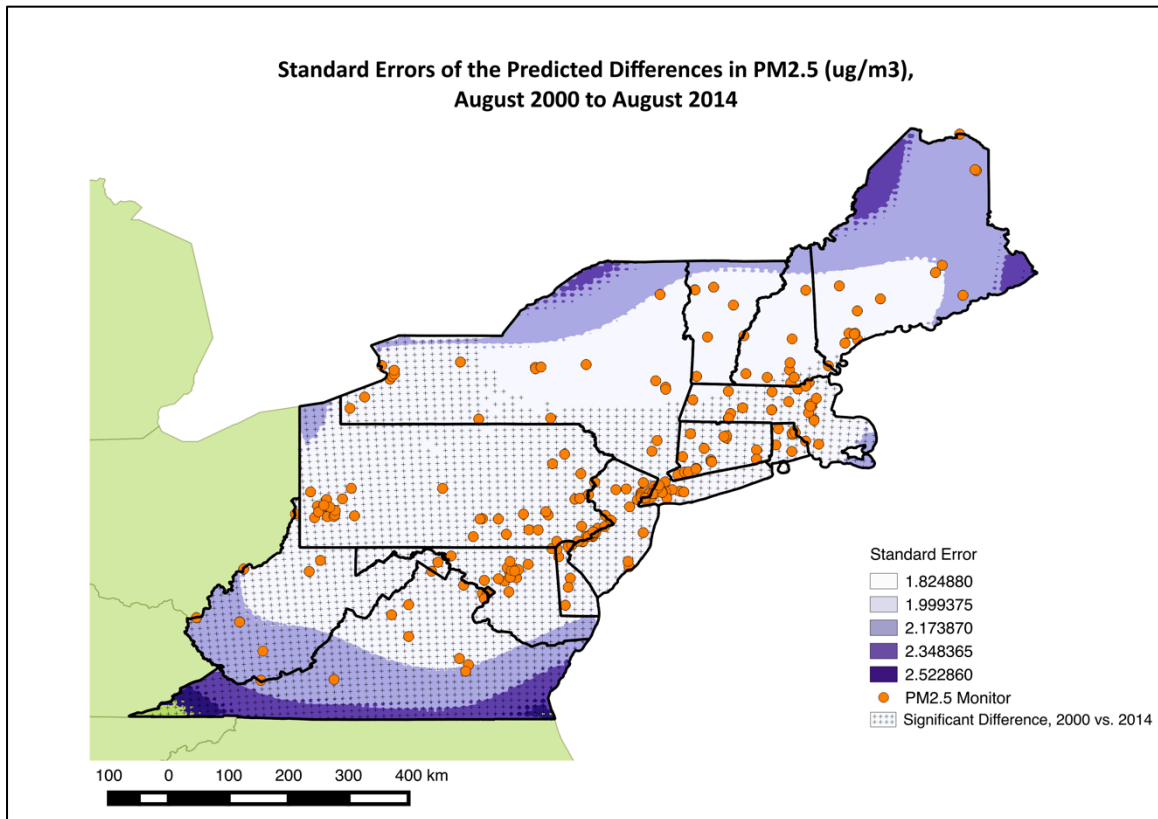 Standard Errors of the Predicted Differences in PM2.5 (ug/m3),
August 2000 to August 2014
Standard Error
1.824880
1.999375
2.173870
2.348365
2.522860
PM2.5 Monitor
Significant Difference, 2000 vs. 2014
100 0 100 200 300 400 km